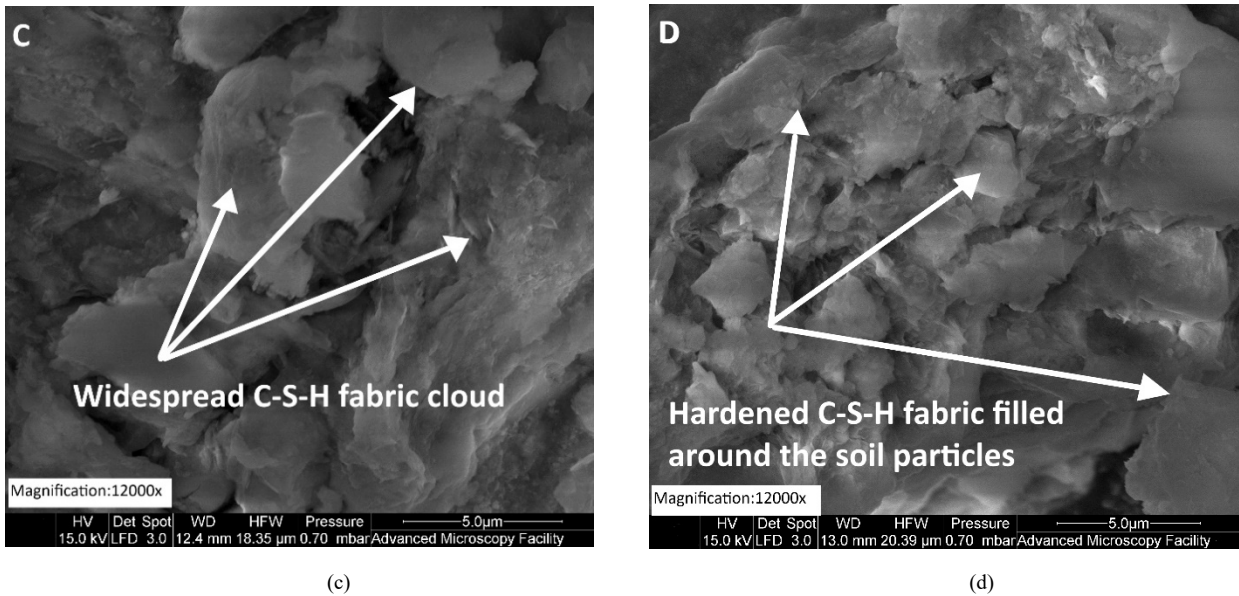 C
Widespread C-S-H fabric cloud
Magnification:12000x
HV Det Spot WD HFW Pressure 5.0µm
15.0 kV LFD 3.0 12.4 mm 18.35 µm 0.70 mbar Advanced Microscopy Facility
(c)
D
Hardened C-S-H fabric filled
around the soil particles
Magnification:12000x
HV Det Spot WD HFW Pressure 5.0µm
15.0 kV LFD 3.0 13.0 mm 20.39 µm 0.70 mbar Advanced Microscopy Facility
(d)